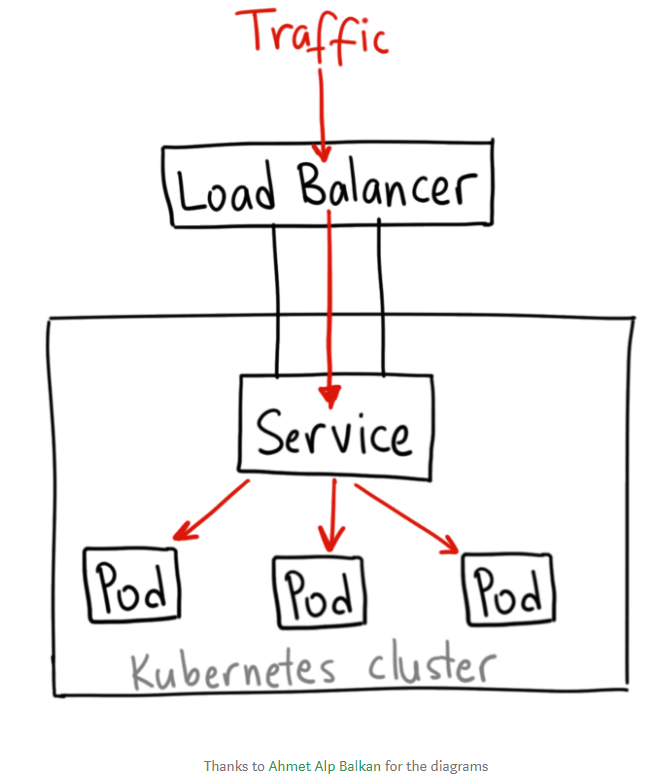 Traffic
Load Balancer
Service
Pod Pod Pod
Kubernetes cluster
Thanks to Ahmet Alp Balkan for the diagrams